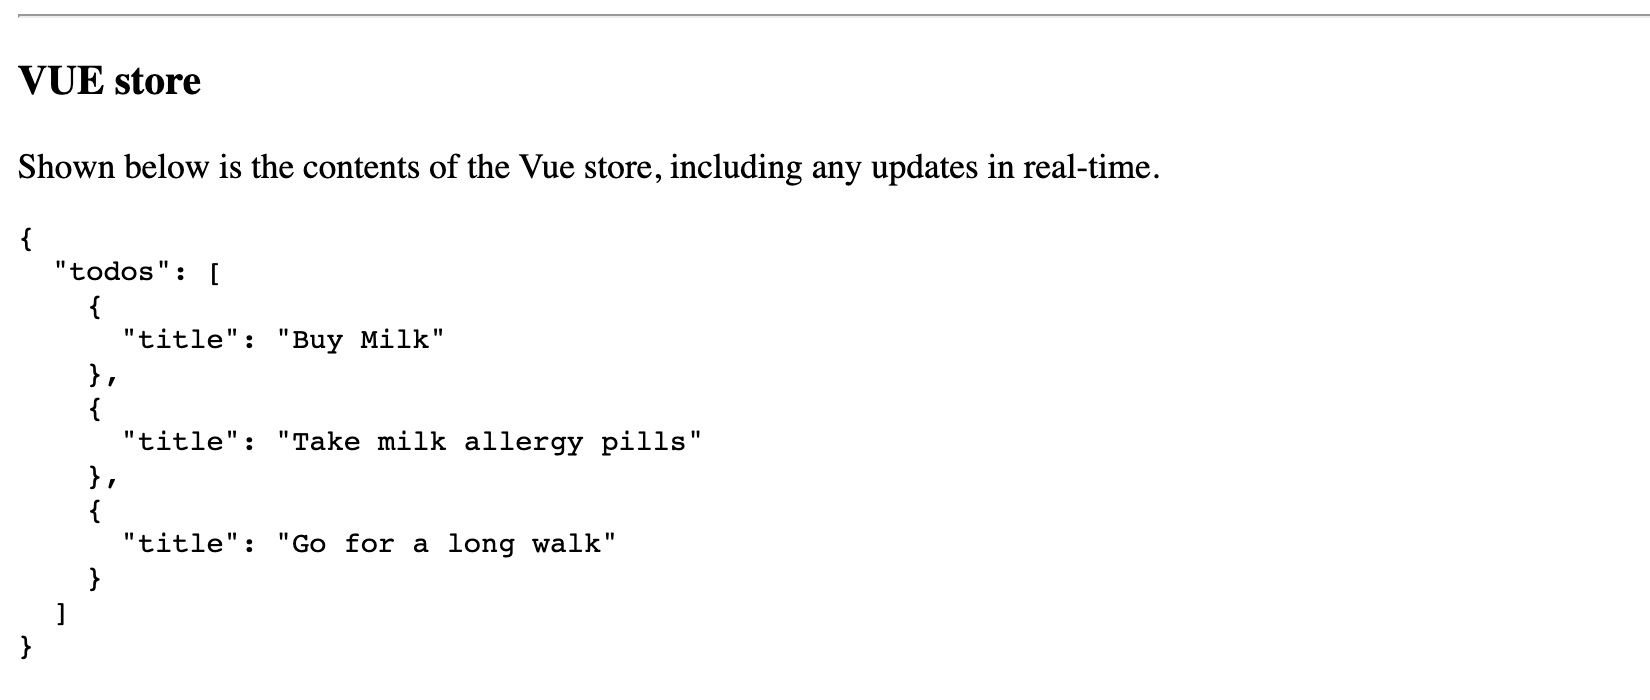 VUE store
Shown below is the contents of the Vue store, including any updates in real-time.
{
  "todos": [
    {
      "title": "Buy Milk"
    },
    {
      "title": "Take milk allergy pills"
    },
    {
      "title": "Go for a long walk"
    }
  ]
}